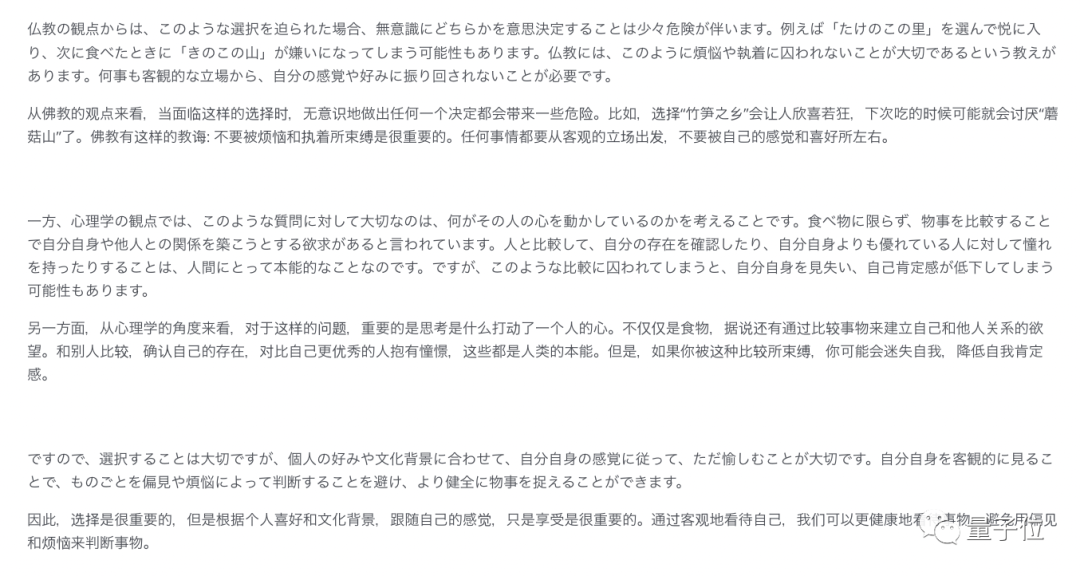 仏教の観点からは、このような選択を迫られた場合、無意識にどちらかを意思決定することは少々危険が伴います。例えば「たけのこの里」を選んで悦に入
り、次に食べたときに「きのこの山」が嫌いになってしまう可能性もあります。仏教には、このように煩悩や執着に囚われないことが大切であるという教えが
あります。何事も客観的な立場から、自分の感覚や好みに振り回されないことが必要です。
从佛教的观点来看，当面临这样的选择时，无意识地做出任何一个决定都会带来一些危险。比如，选择“竹笋之乡”会让人欣喜若狂，下次吃的时候可能就会讨厌“蘑
菇山”了。佛教有这样的教诲: 不要被烦恼和执着所束缚是很重要的。任何事情都要从客观的立场出发，不要被自己的感觉和喜好所左右。
一方、心理学の観点では、このような質問に対して大切なのは、何がその人の心を動かしているのかを考えることです。食べ物に限らず、物事を比較すること
で自分自身や他人との関係を築こうとする欲求があると言われています。人と比較して、自分の存在を確認したり、自分自身よりも優れている人に対して憧れ
を持ったりすることは、人間にとって本能的なことなのです。ですが、このような比較に囚われてしまうと、自分自身を見失い、自己肯定感が低下してしまう
可能性もあります。
另一方面，从心理学的角度来看，对于这样的问题，重要的是思考是什么打动了一个人的心。不仅仅是食物，据说还有通过比较事物来建立自己和他人关系的欲
望。和别人比较，确认自己的存在，对比自己更优秀的人抱有憧憬，这些都是人类的本能。但是，如果你被这种比较所束缚，你可能会迷失自我，降低自我肯定
感。
ですので、選択することは大切ですが、個人の好みや文化背景に合わせて、自分自身の感覚に従って、ただ愉しむことが大切です。自分自身を客観的に見るこ
とで、ものごとを偏見や煩悩によって判断することを避け、より健全に物事を捉えることができます。
因此，选择是很重要的，但是根据个人喜好和文化背景，跟随自己的感觉，只是享受是很重要的。通过客观地看待自己，我们可以更健康地看 事物，避免用偏见
和烦恼来判断事物。
量子位